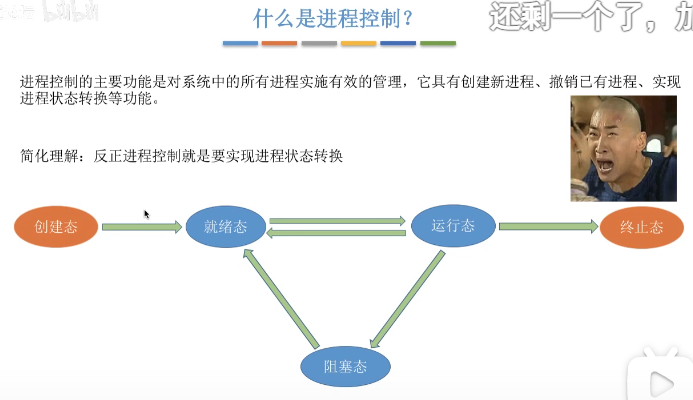 什么是进程控制？
还剩一个了，加
进程控制的主要功能是对系统中的所有进程实施有效的管理，它具有创建新进程、撤销已有进程、实现
进程状态转换等功能。
简化理解：反正进程控制就是要实现进程状态转换
创建态
就绪态
运行态
终止态
阻塞态